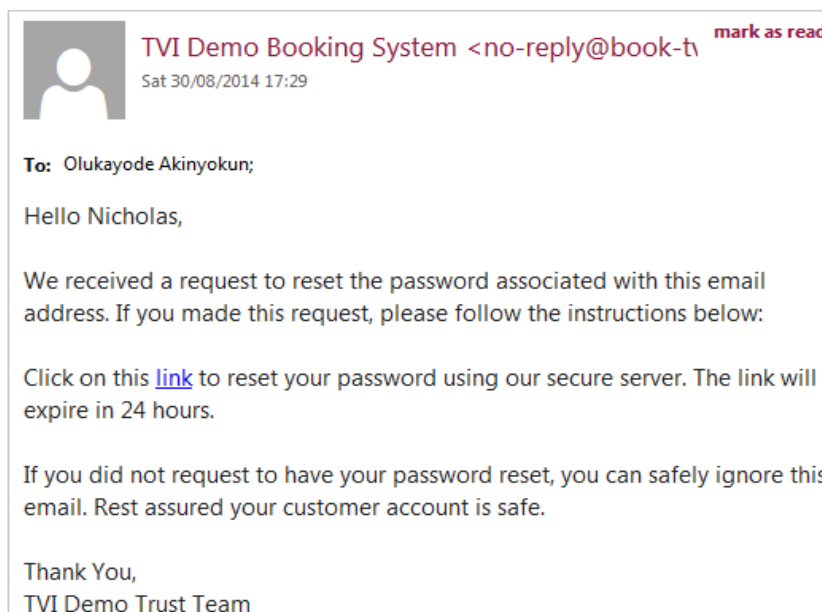 TVI Demo Booking System <no-reply@book-tv mark as read
Sat 30/08/2014 17:29
To: Olukayode Akinyokun;
Hello Nicholas,
We received a request to reset the password associated with this email
address. If you made this request, please follow the instructions below:
Click on this link to reset your password using our secure server. The link will
expire in 24 hours.
If you did not request to have your password reset, you can safely ignore this
email. Rest assured your customer account is safe.
Thank You,
TVI Demo Trust Team